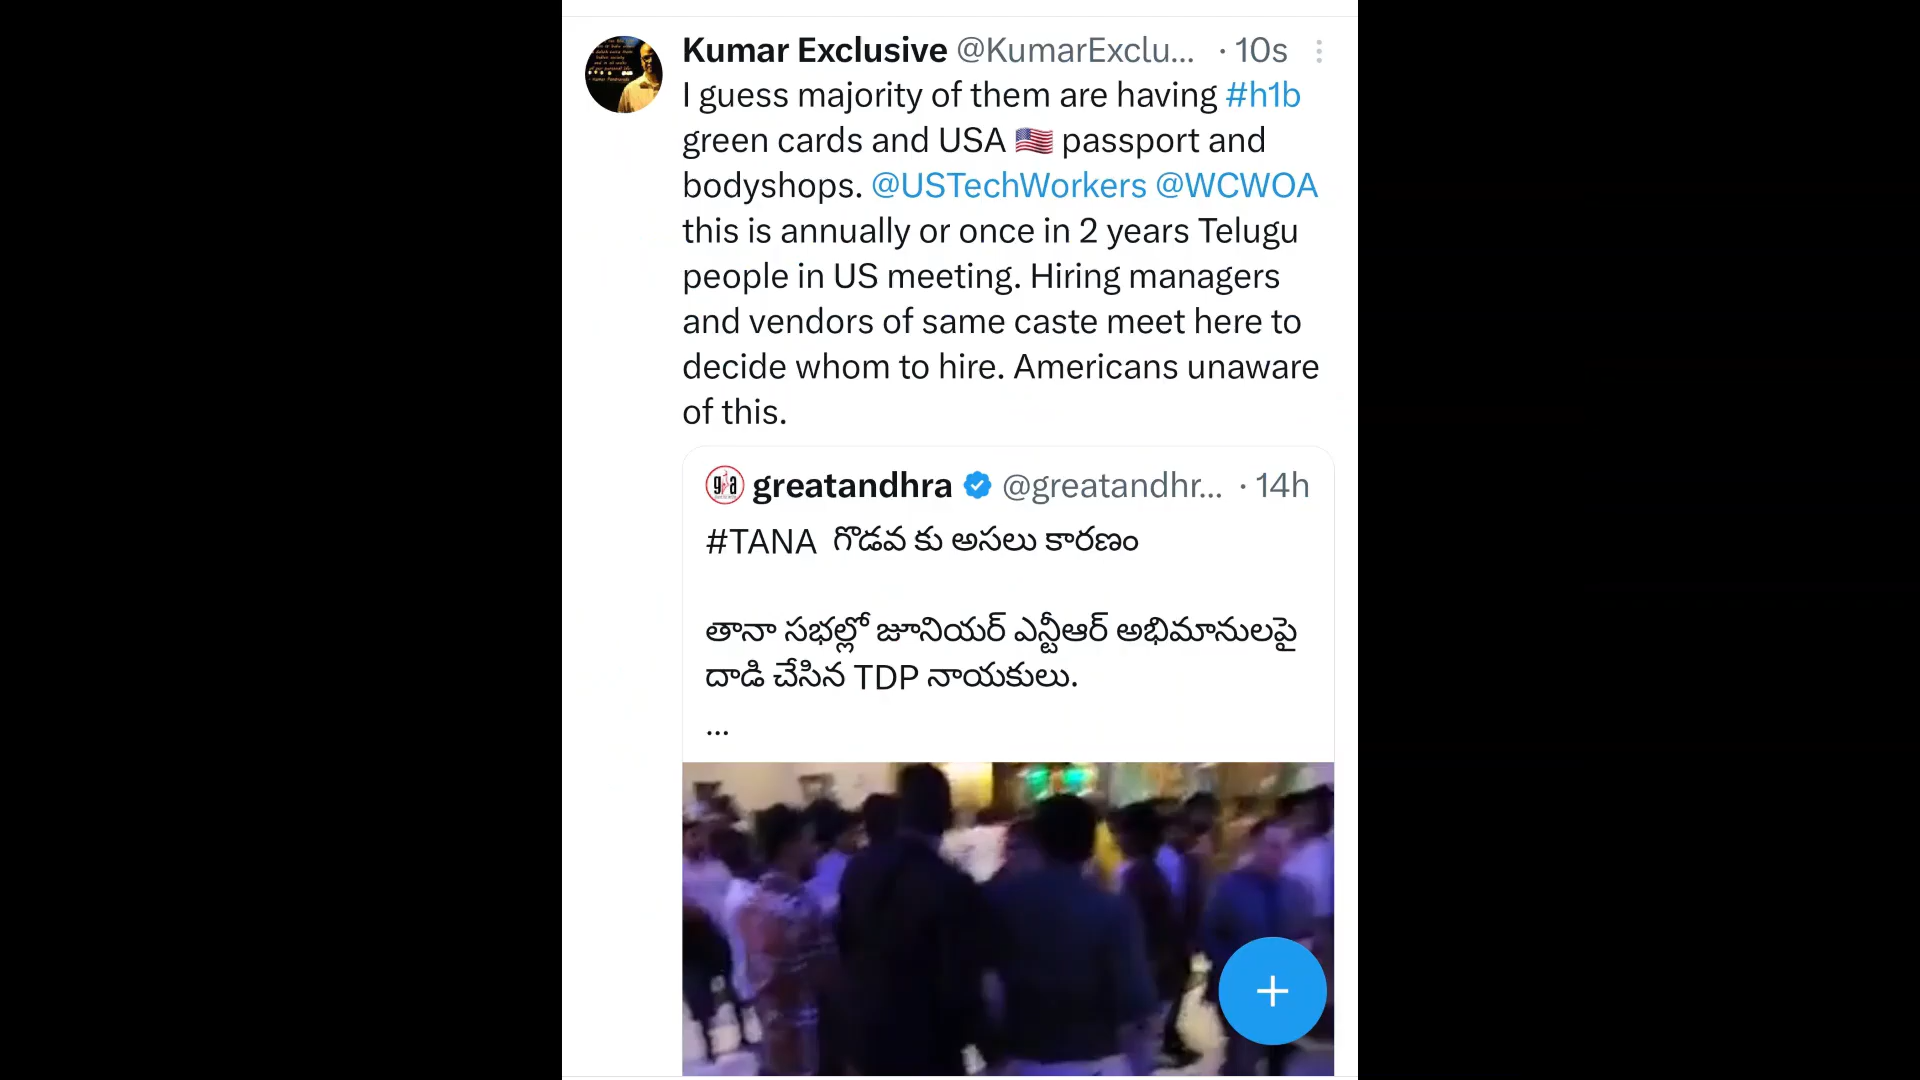 Kumar Exclusive @KumarExclu... · 10s
I guess majority of them are having #h1b
green cards and USA 🇺🇸 passport and
bodyshops. @USTechWorkers @WCWOA
this is annually or once in 2 years Telugu
people in US meeting. Hiring managers
and vendors of same caste meet here to
decide whom to hire. Americans unaware
of this.
greatandhra @greatandhr... · 14h
#TANA గొడవ కు అసలు కారణం
తానా సభల్లో జూనియర్ ఎన్టీఆర్ అభిమానులపై
దాడి చేసిన TDP నాయకులు.
...